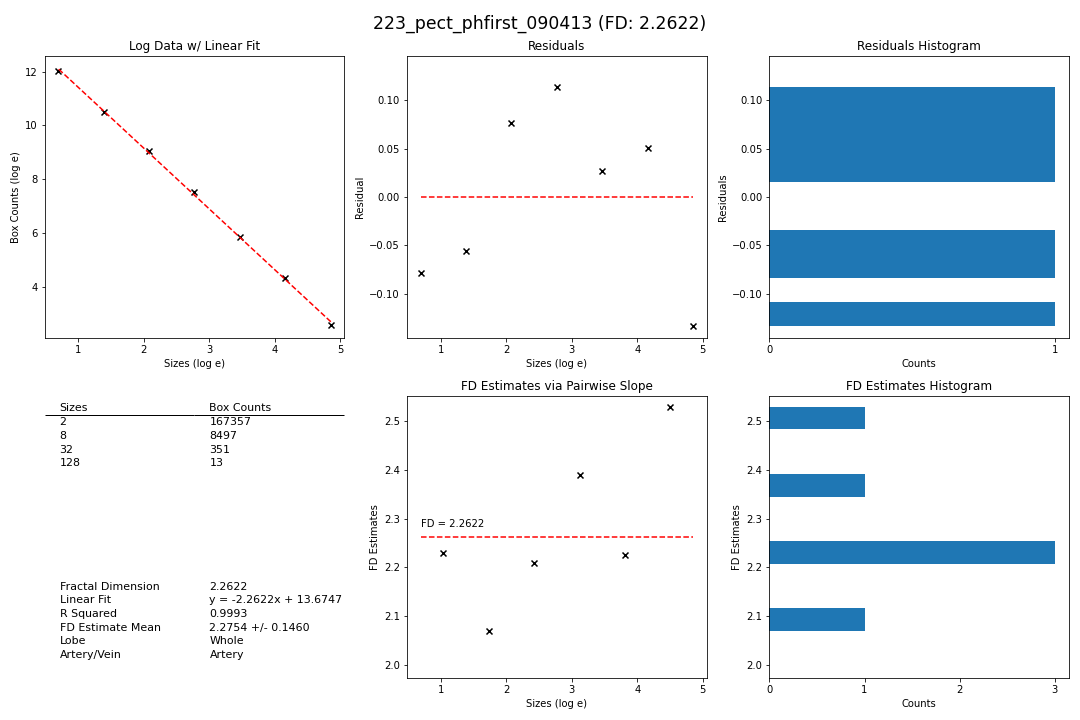 223_pect_phfirst_090413 (FD: 2.2622)
Log Data w/ Linear Fit
Box Counts (log e)
12
10
8
6
4
1 2 3 4 5
Sizes (log e)
Residuals
Residual
0.10
0.05
0.00
−0.05
−0.10
1 2 3 4 5
Sizes (log e)
Residuals Histogram
Residuals
0.10
0.05
0.00
−0.05
−0.10
0 1
Counts
Sizes Box Counts
2 167357
8 8497
32 351
128 13
Fractal Dimension 2.2622
Linear Fit y = -2.2622x + 13.6747
R Squared 0.9993
FD Estimate Mean 2.2754 +/- 0.1460
Lobe Whole
Artery/Vein Artery
FD Estimates via Pairwise Slope
FD Estimates
2.5
2.4
2.3
2.2
2.1
2.0
FD = 2.2622
1 2 3 4 5
Sizes (log e)
FD Estimates Histogram
FD Estimates
2.5
2.4
2.3
2.2
2.1
2.0
0 1 2 3
Counts